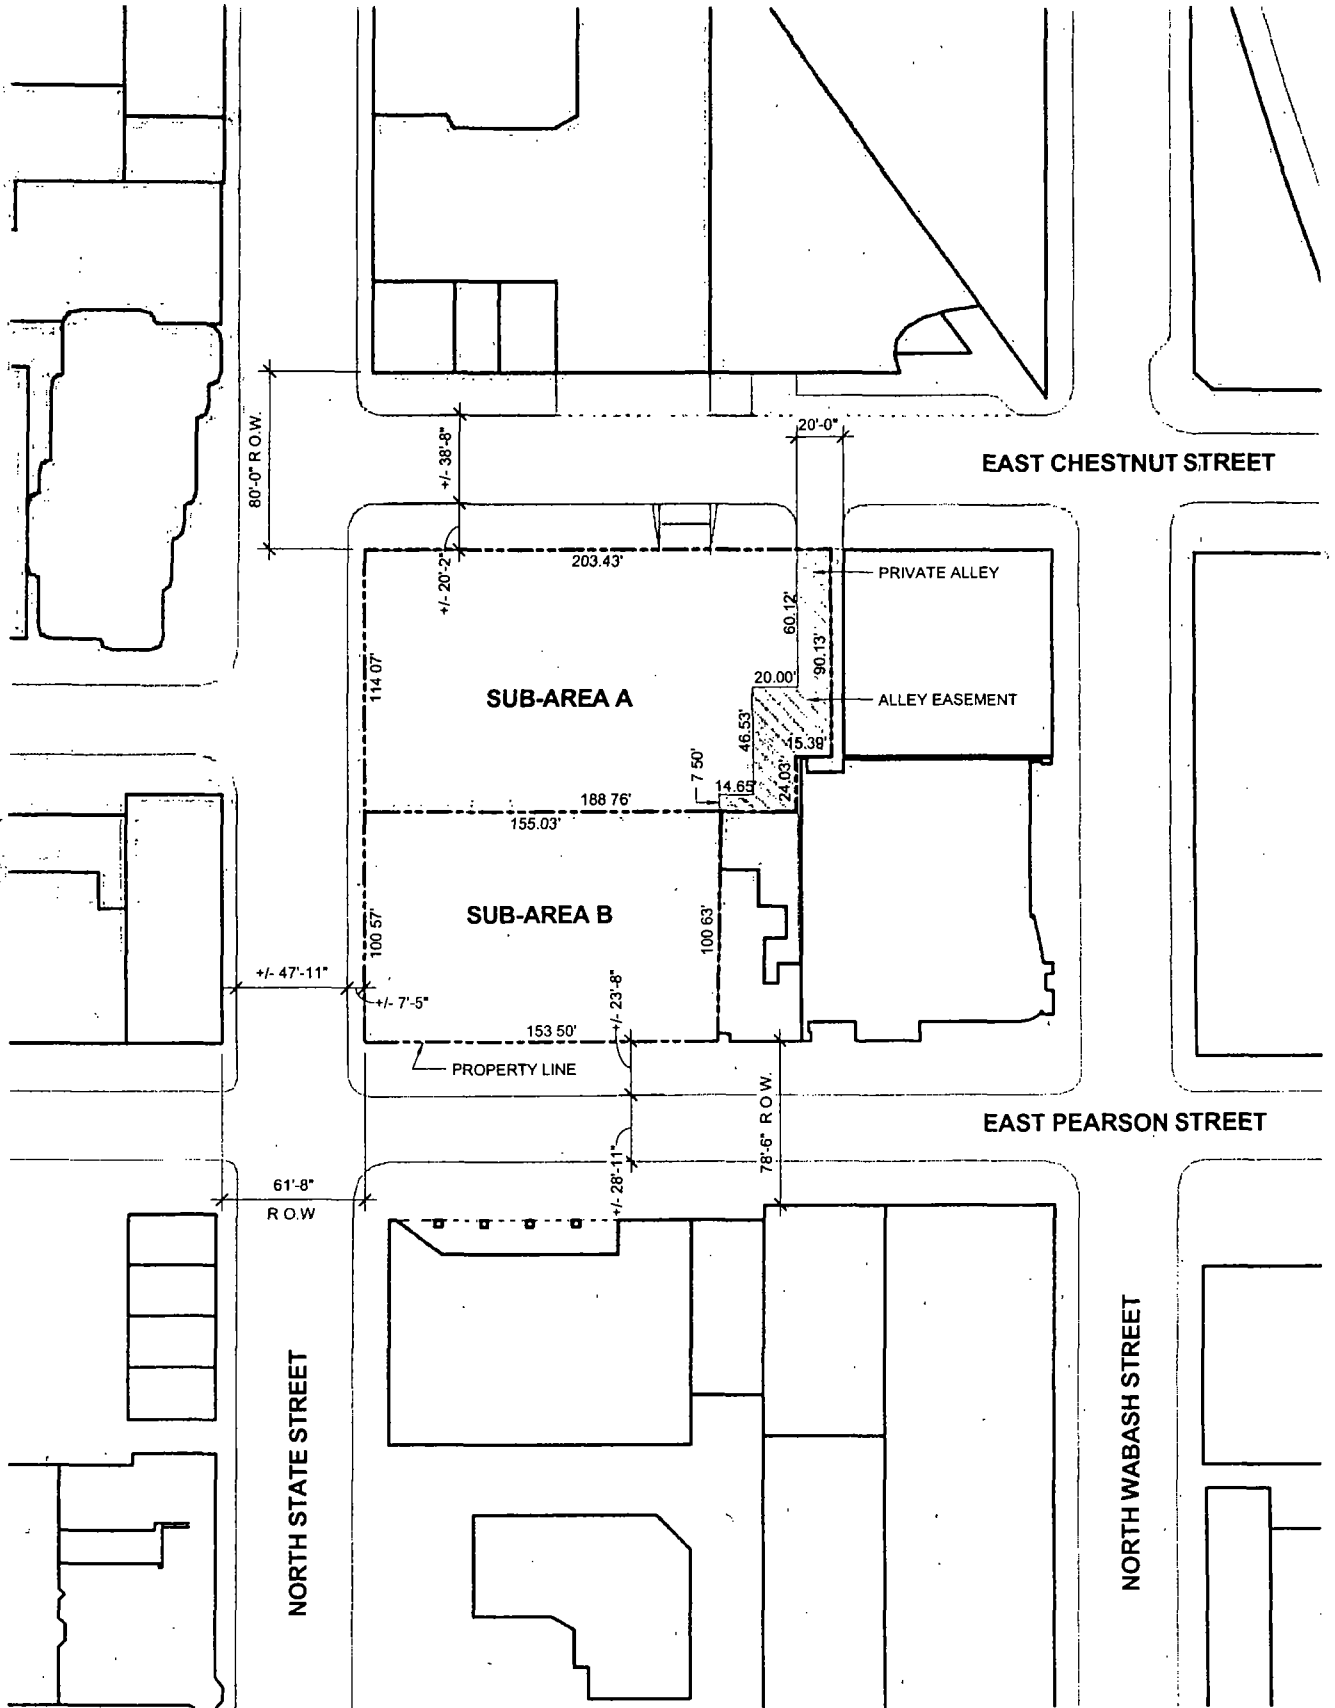 80'-0" R O.W.
+/- 38'-8"
20'-0"
EAST CHESTNUT STREET
+/- 20'-2"
203.43'
PRIVATE ALLEY
60.12'
90.13'
114 07'
SUB-AREA A
20.00'
ALLEY EASEMENT
46.53'
15.39'
7 50'
14.65'
24.03'
188 76'
155.03'
SUB-AREA B
100 57'
100 63'
+/- 47'-11"
+/- 7'-5"
+/- 23'-8"
153 50'
PROPERTY LINE
78'-6" R O W.
EAST PEARSON STREET
+/- 28'-11"
61'-8"
R O.W
NORTH STATE STREET
NORTH WABASH STREET